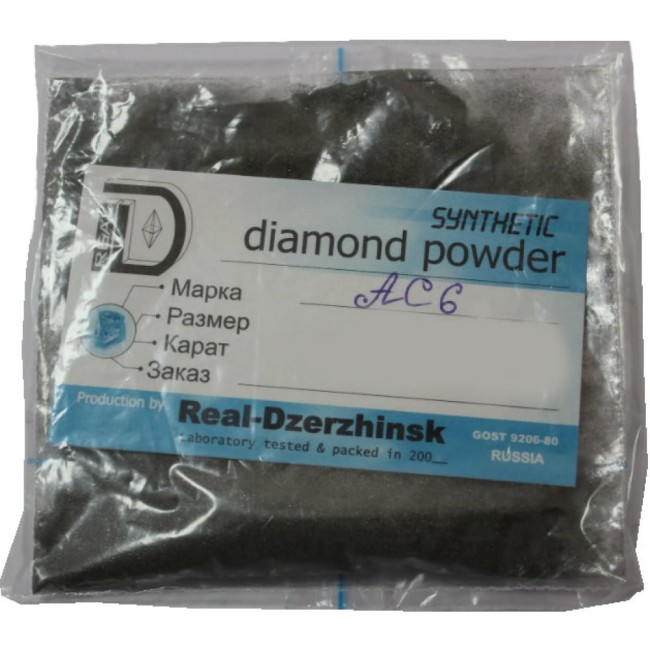 SYNTHETIC
diamond powder
REAL
Марка АС6
Размер
Карат
Заказ
Production by Real-Dzerzhinsk
Laboratory tested & packed in 200__
GOST 9206-80
RUSSIA